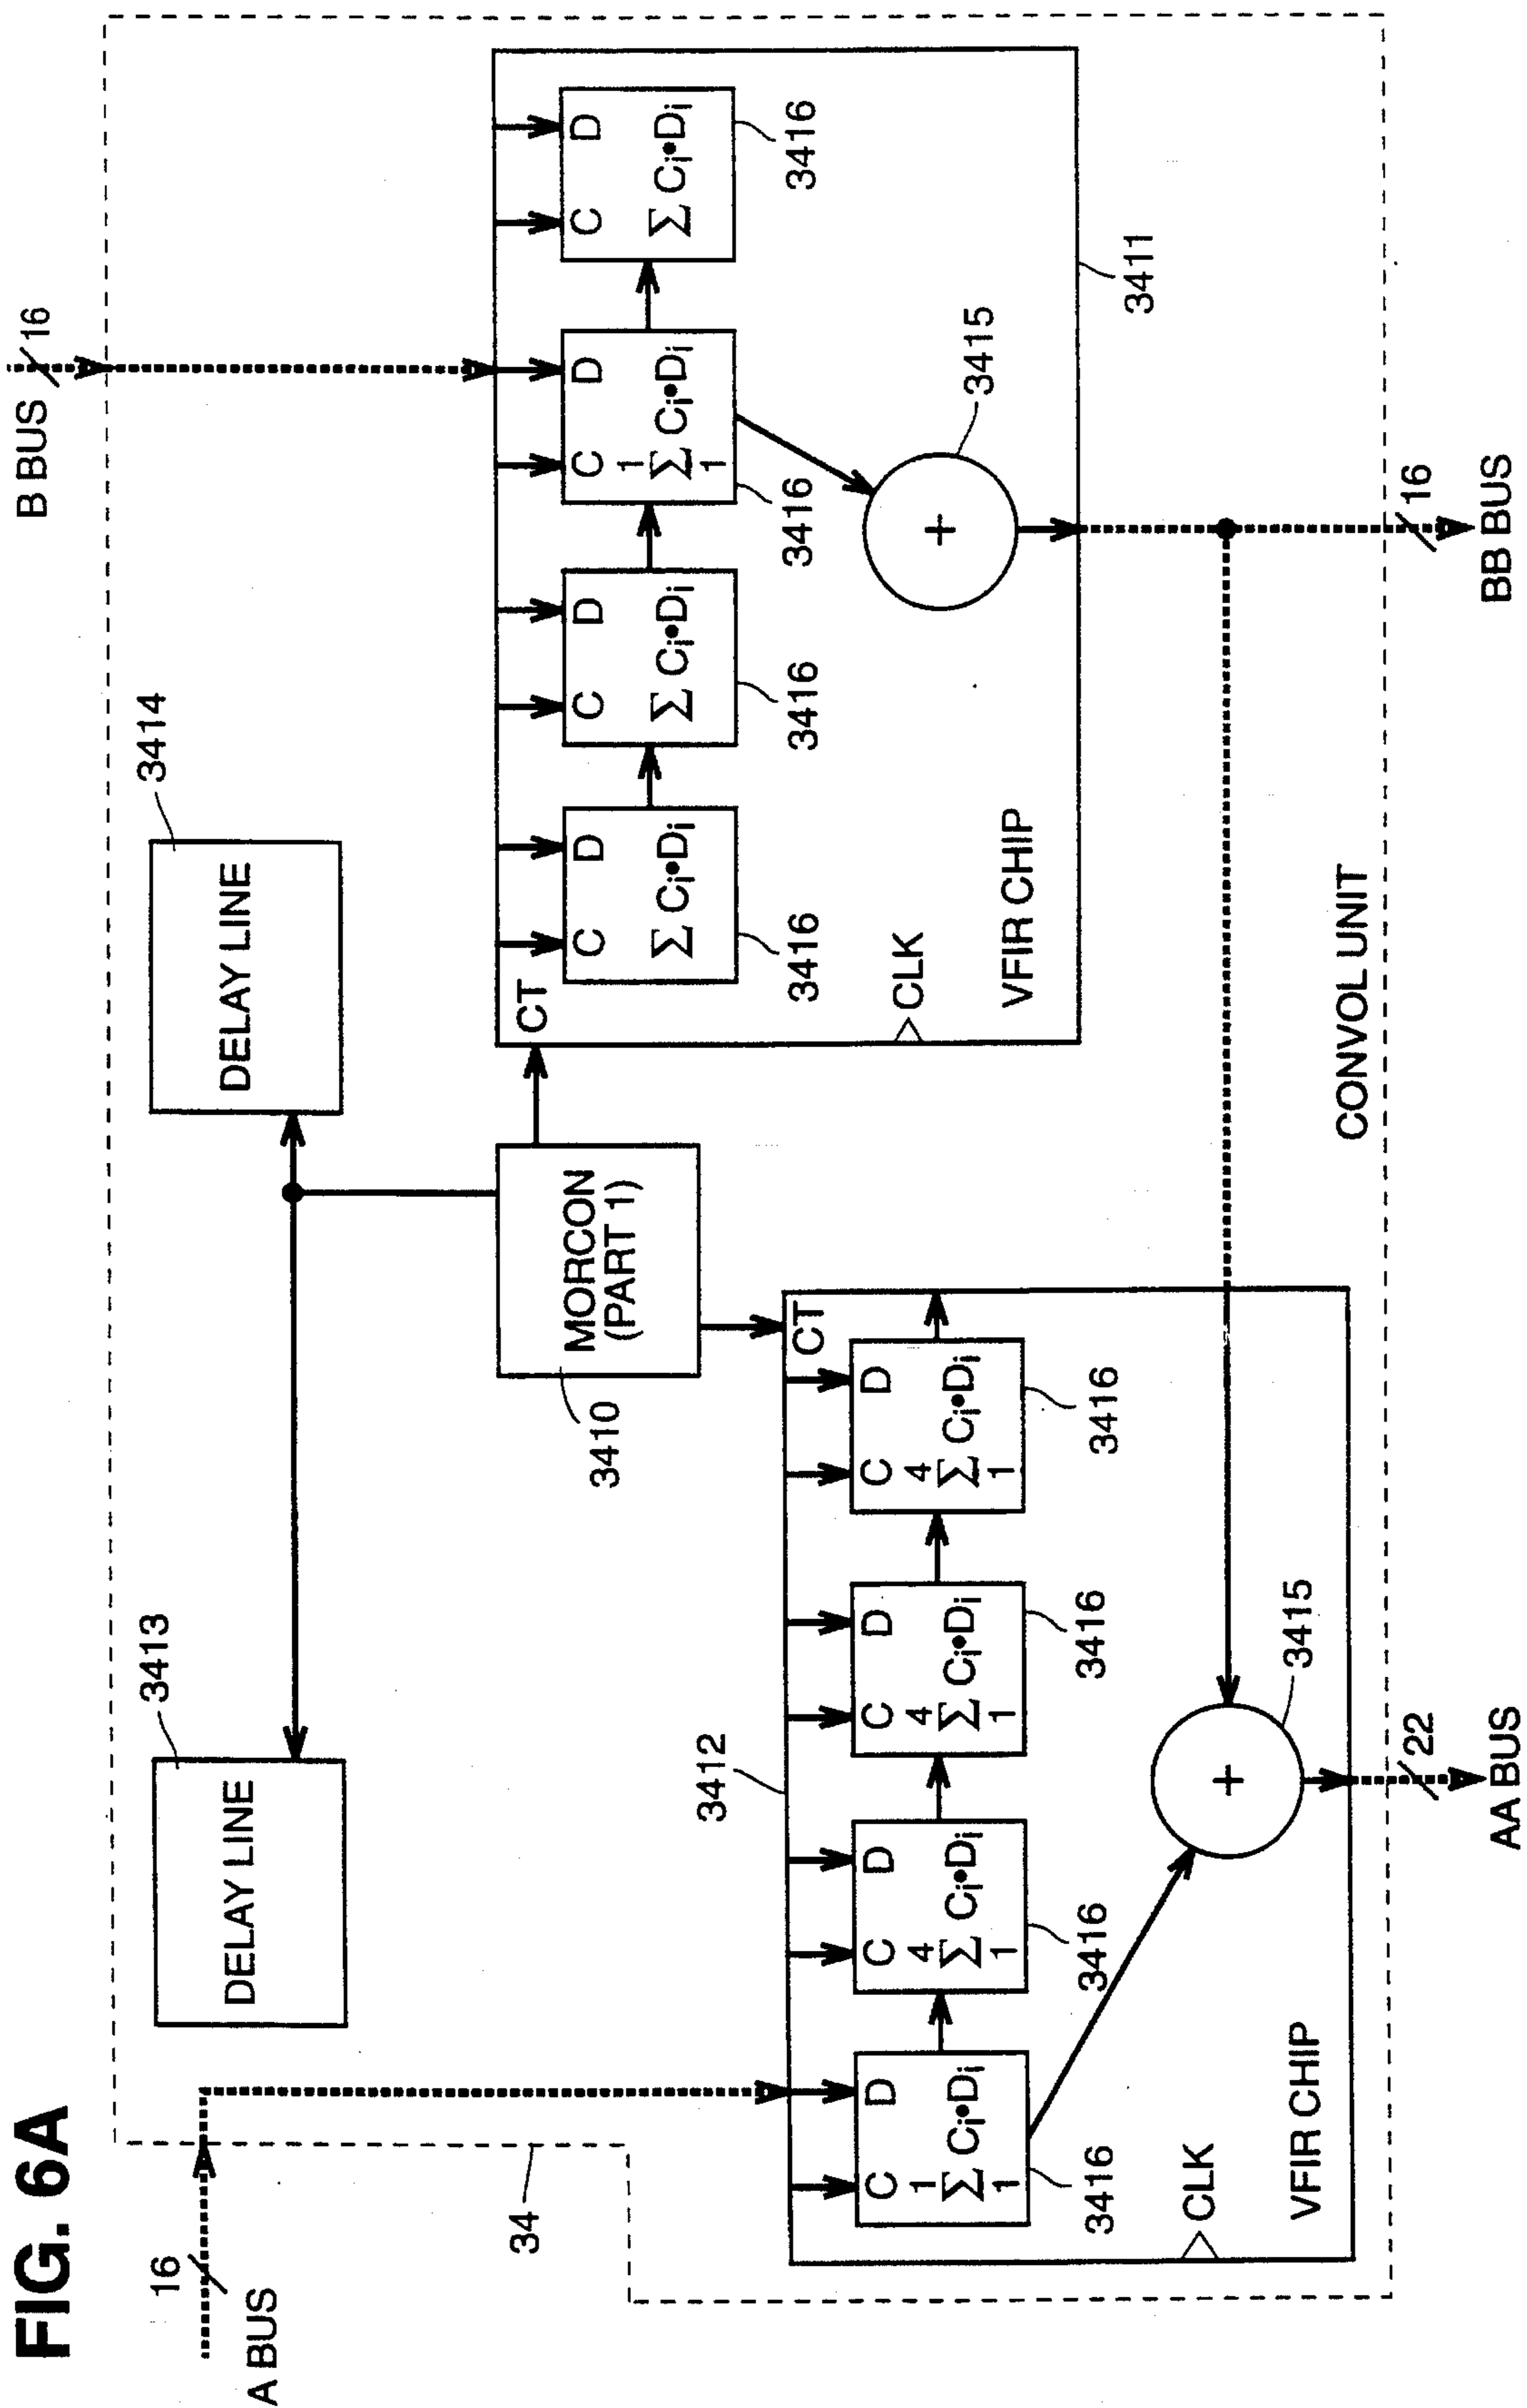 FIG. 6A
16
A BUS
34
DELAY LINE
3413
DELAY LINE
3414
B BUS
16
MORCON
(PART 1)
3410
3412
CT
C D
1
Σ Ci•Di
1
3416
C D
4
Σ Ci•Di
1
3416
C D
4
Σ Ci•Di
1
3416
C D
4
Σ Ci•Di
1
3416
+
3415
CLK
VFIR CHIP
22
AA BUS
CT
C D
Σ Ci•Di
3416
C D
Σ Ci•Di
3416
C D
1
Σ Ci•Di
1
3416
C D
Σ Ci•Di
3416
+
3415
3411
CLK
VFIR CHIP
CONVOL UNIT
16
BB BUS